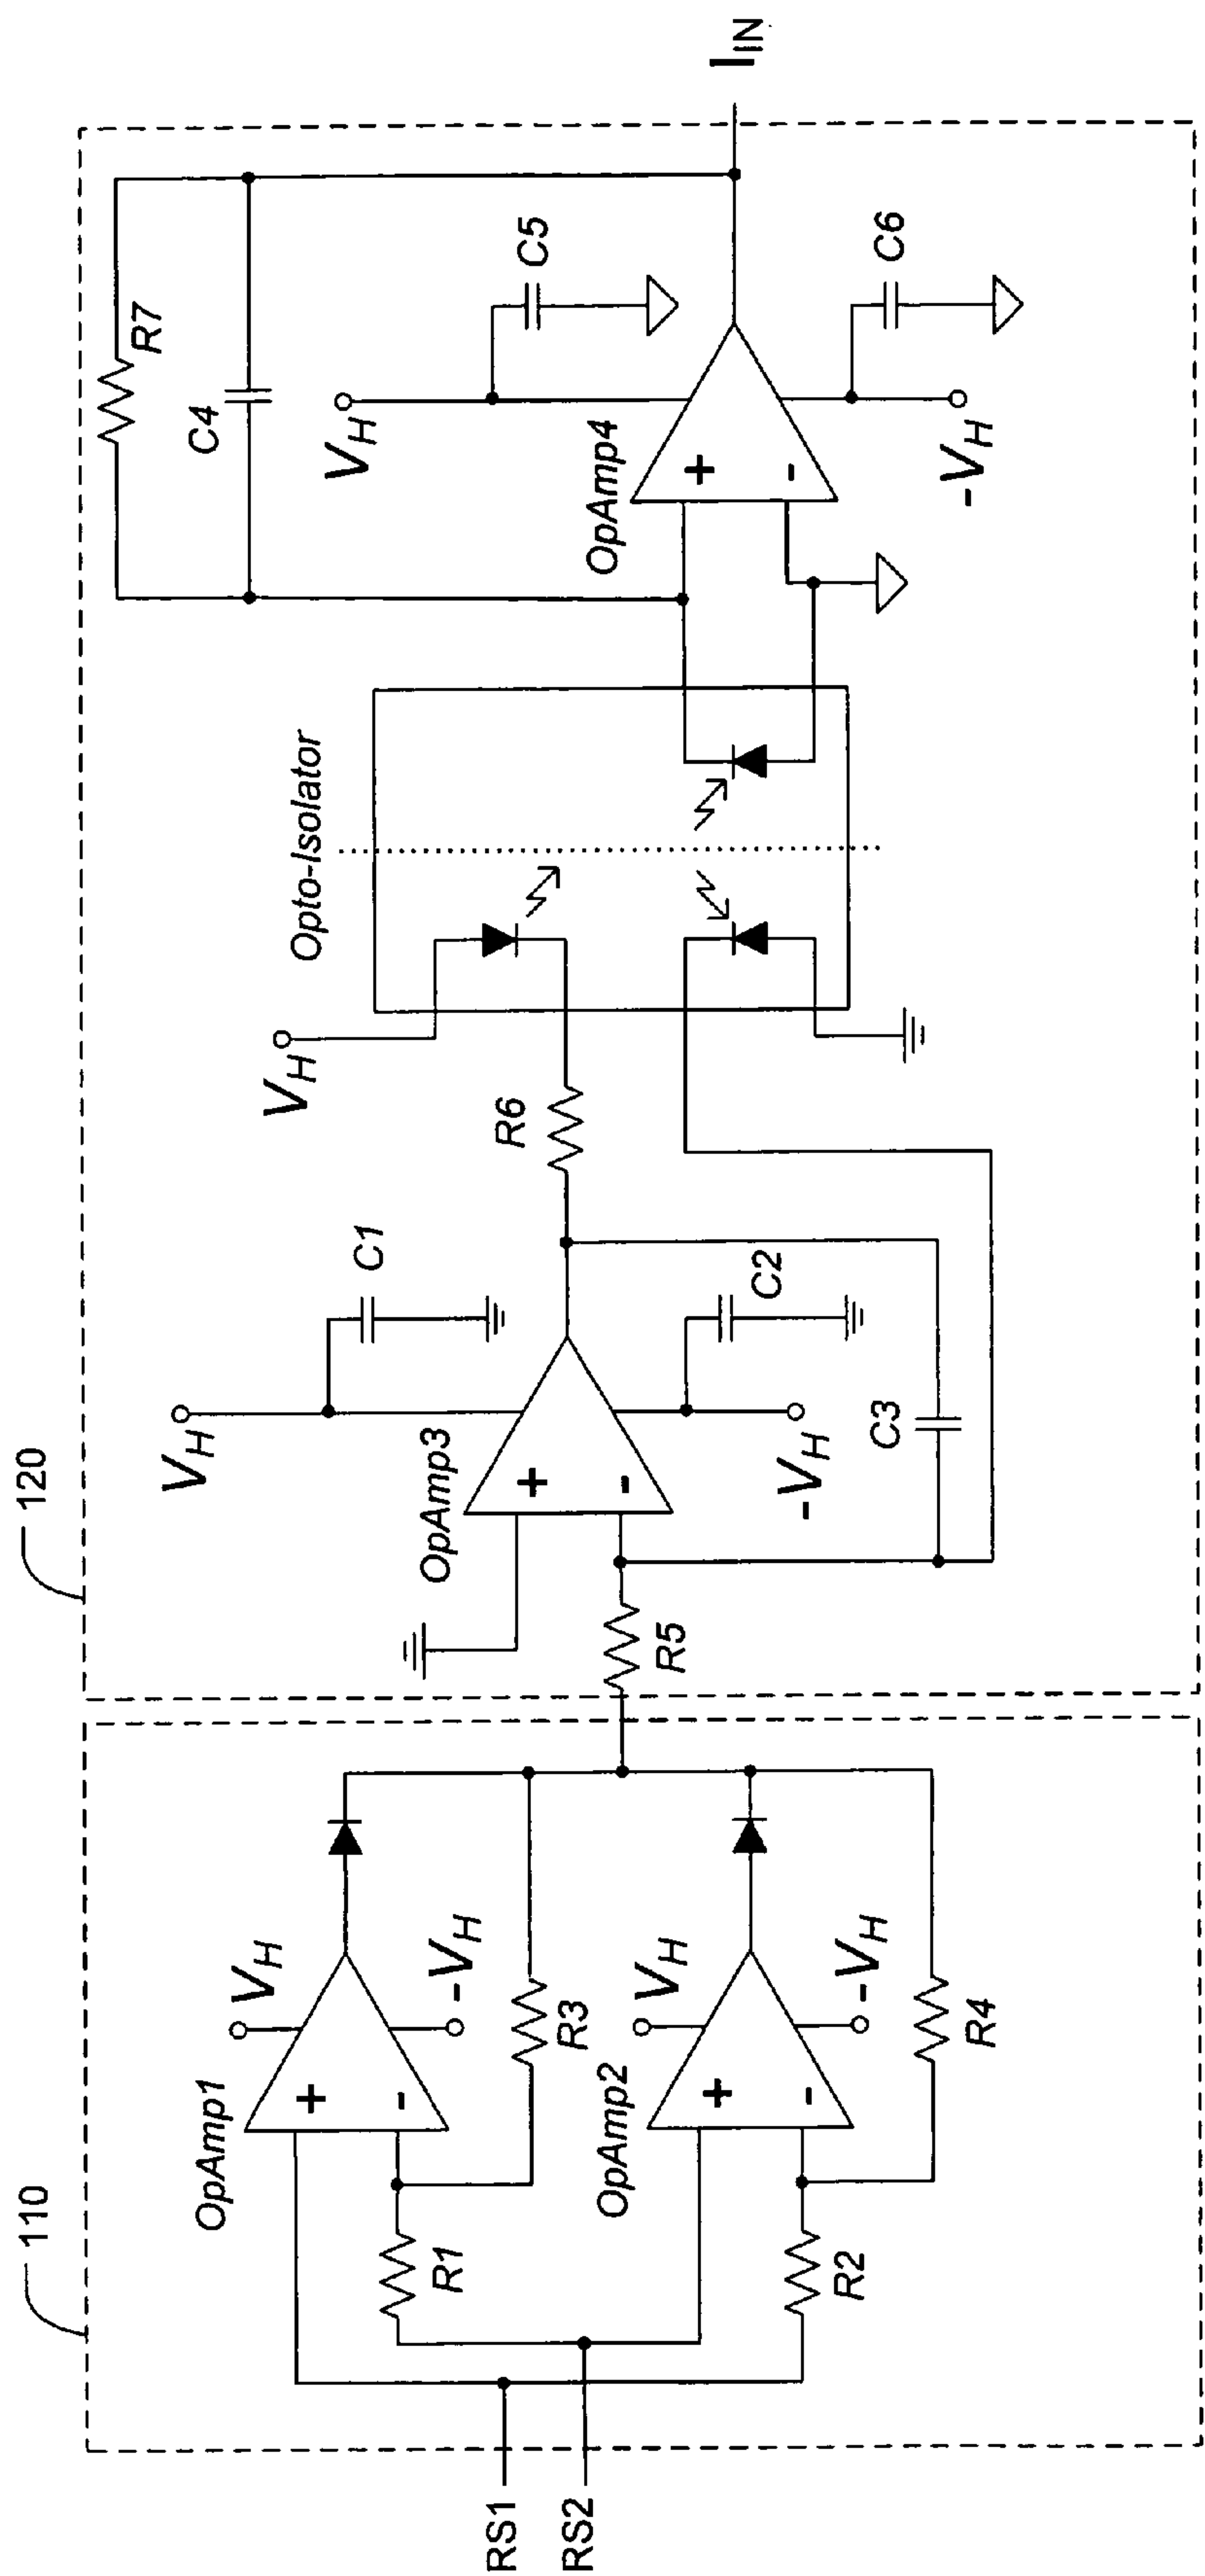 110
120
RS1
RS2
OpAmp1
+
-
VH
-VH
R1
R3
OpAmp2
+
-
VH
-VH
R2
R4
R5
OpAmp3
+
-
VH
-VH
C1
C2
C3
R6
VH
Opto-Isolator
OpAmp4
+
-
VH
-VH
R7
C4
C5
C6
IIN